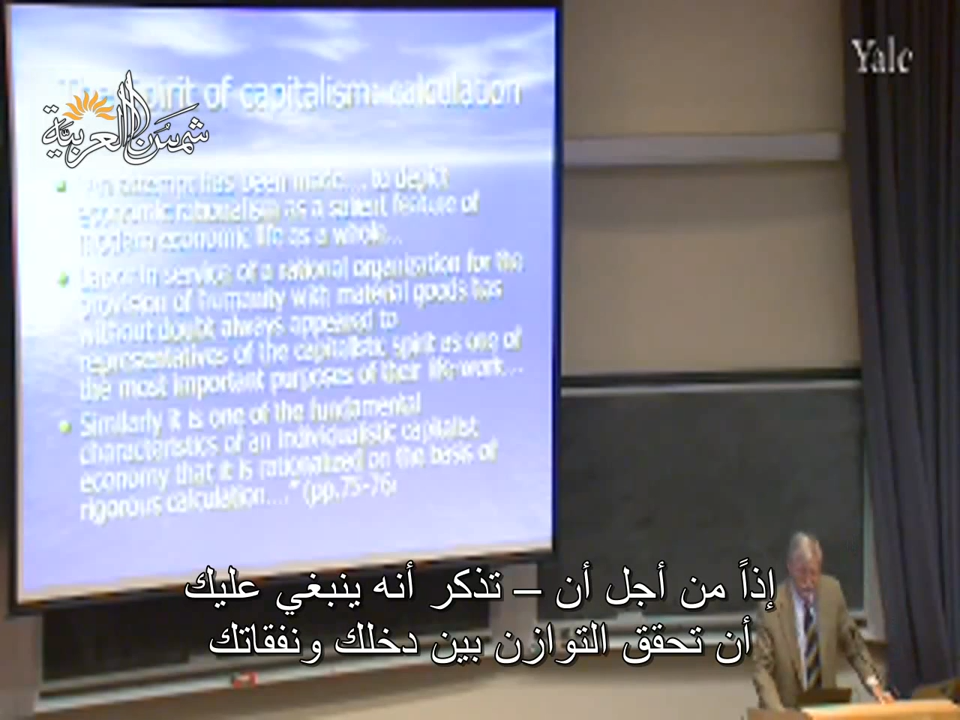 Yale
The Spirit of capitalism: calculation
شمس العربية
"An attempt has been made…. to depict
economic rationalism as a salient feature of
modern economic life as a whole…
Labor in service of a rational organization for the
provision of humanity with material goods has
without doubt always appeared to
representatives of the capitalistic spirit as one of
the most important purposes of their life-work…
Similarly it is one of the fundamental
characteristics of an individualistic capitalist
economy that it is rationalized on the basis of
rigorous calculation…." (pp.75-76)
إذاً من أجل أن – تذكر أنه ينبغي عليك
أن تحقق التوازن بين دخلك ونفقاتك